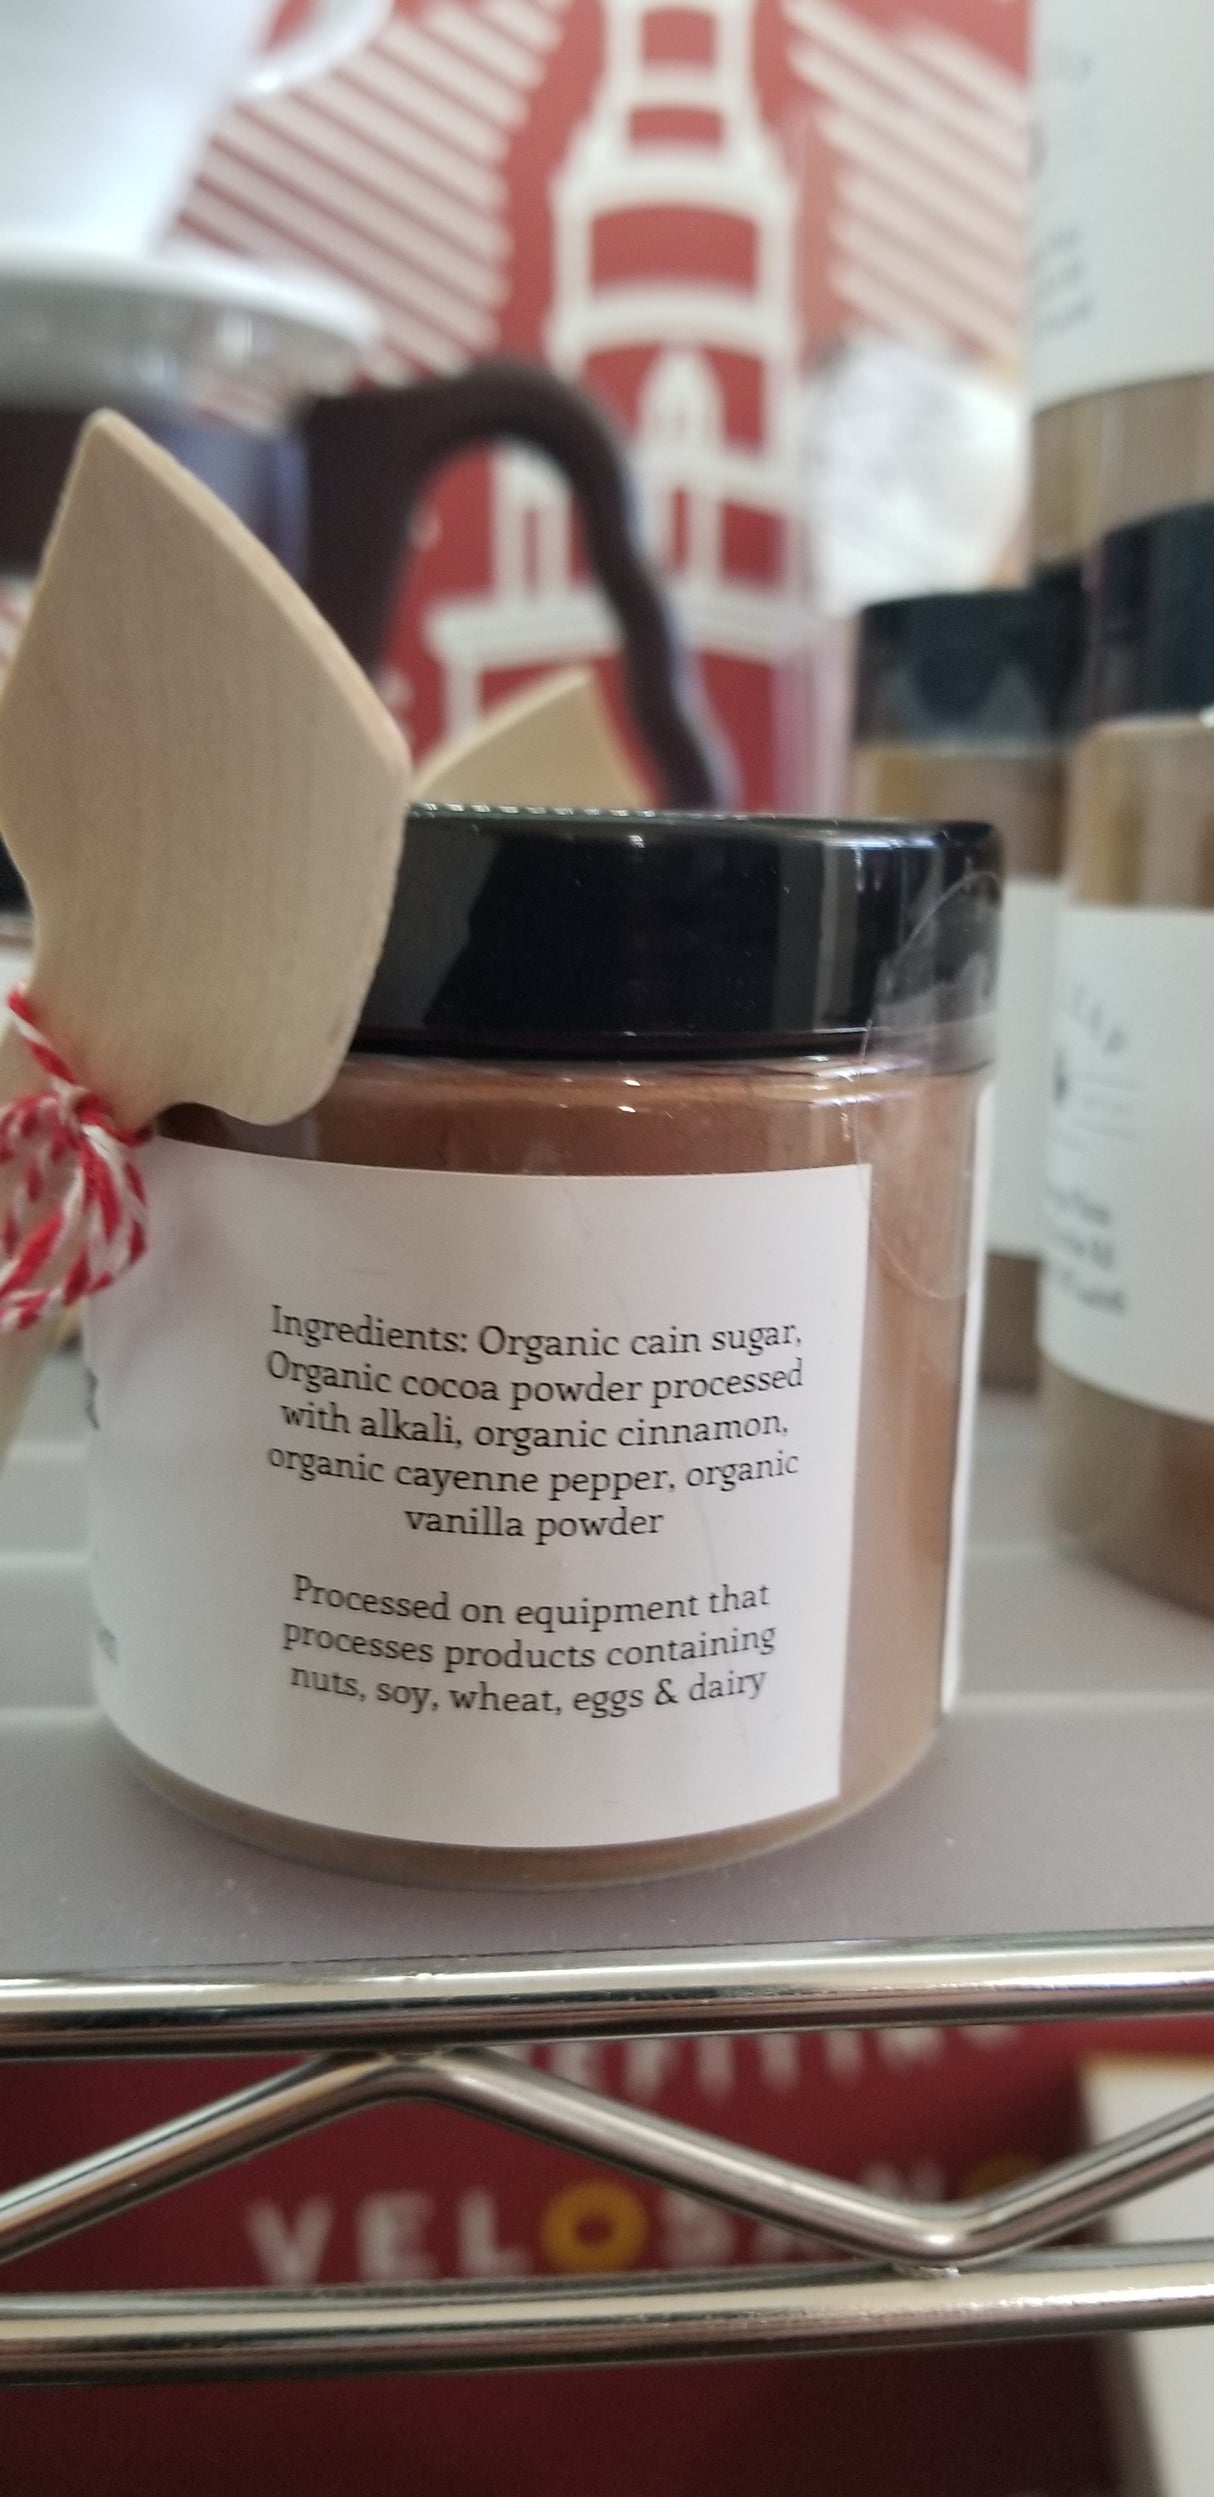 Ingredients: Organic cain sugar,
Organic cocoa powder processed
with alkali, organic cinnamon,
organic cayenne pepper, organic
vanilla powder
Processed on equipment that
processes products containing
nuts, soy, wheat, eggs & dairy